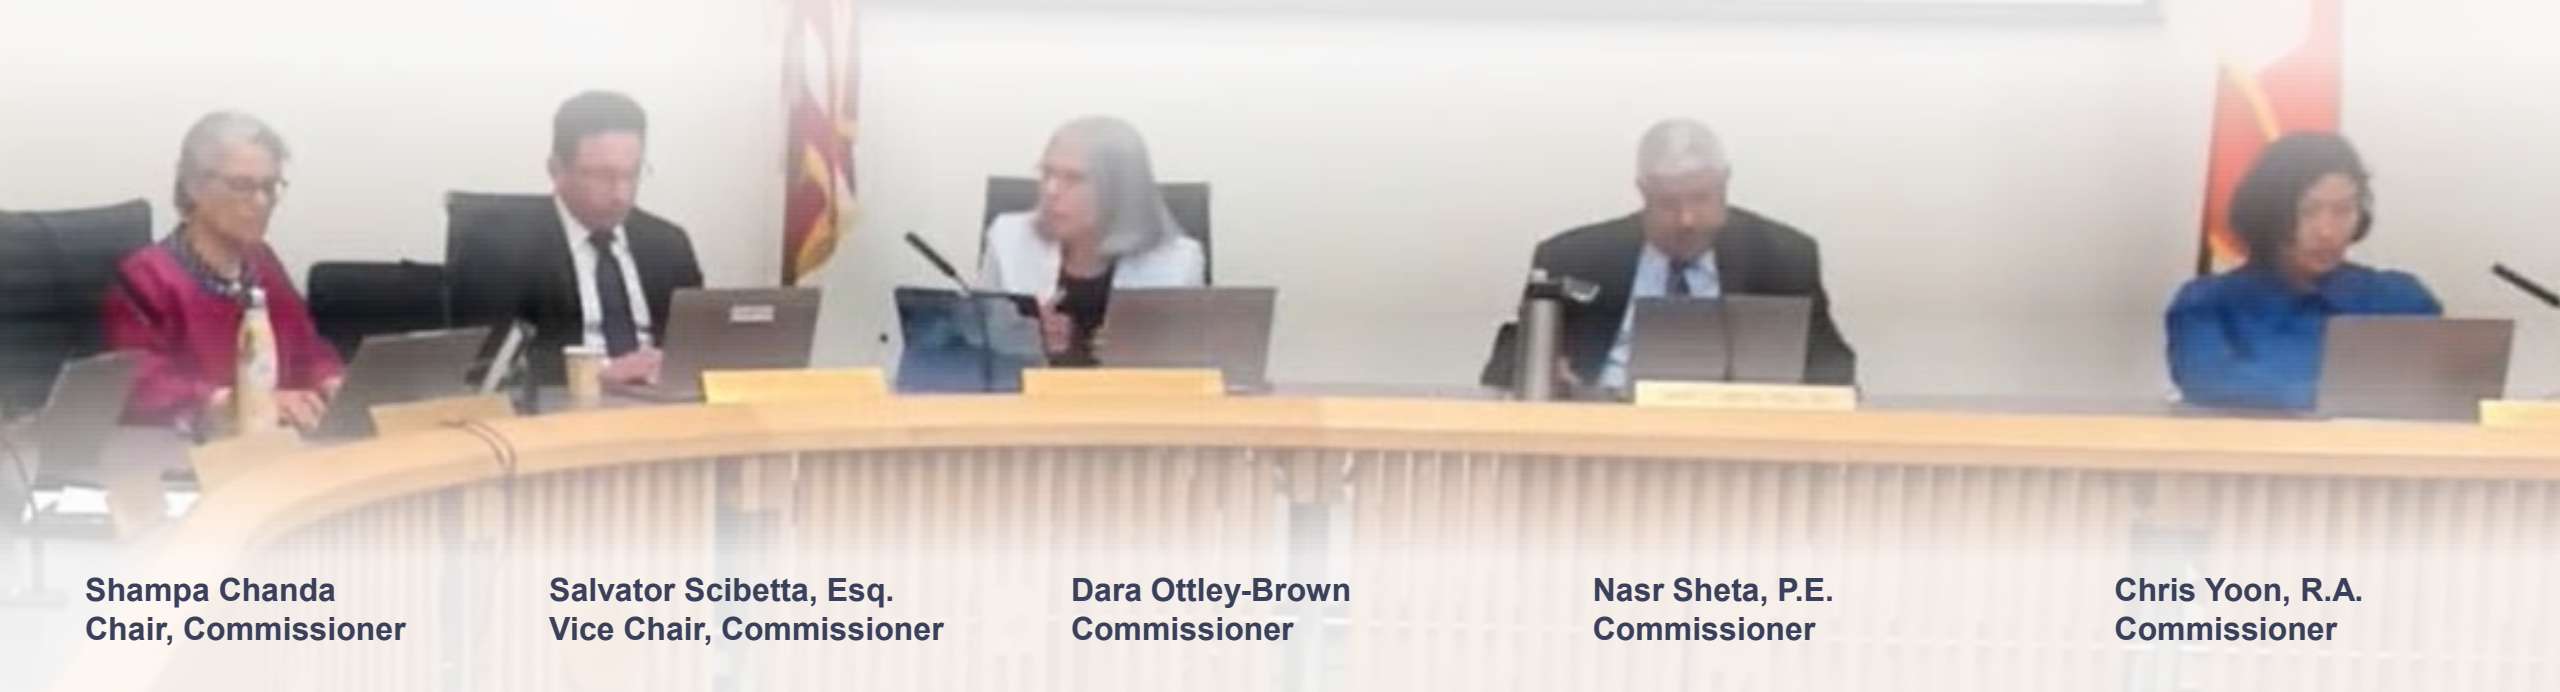 Shampa Chanda
Chair, Commissioner
Salvator Scibetta, Esq.
Vice Chair, Commissioner
Dara Ottley-Brown
Commissioner
Nasr Sheta, P.E.
Commissioner
Chris Yoon, R.A.
Commissioner